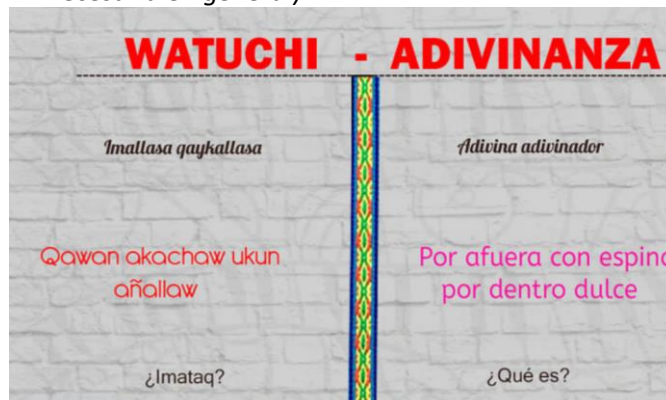 WATUCHI - ADIVINANZA
Imallasa qaykallasa
Adivina adivinador
Qawan akachaw ukun
añallaw
Por afuera con espina
por dentro dulce
¿Imataq?
¿Qué es?